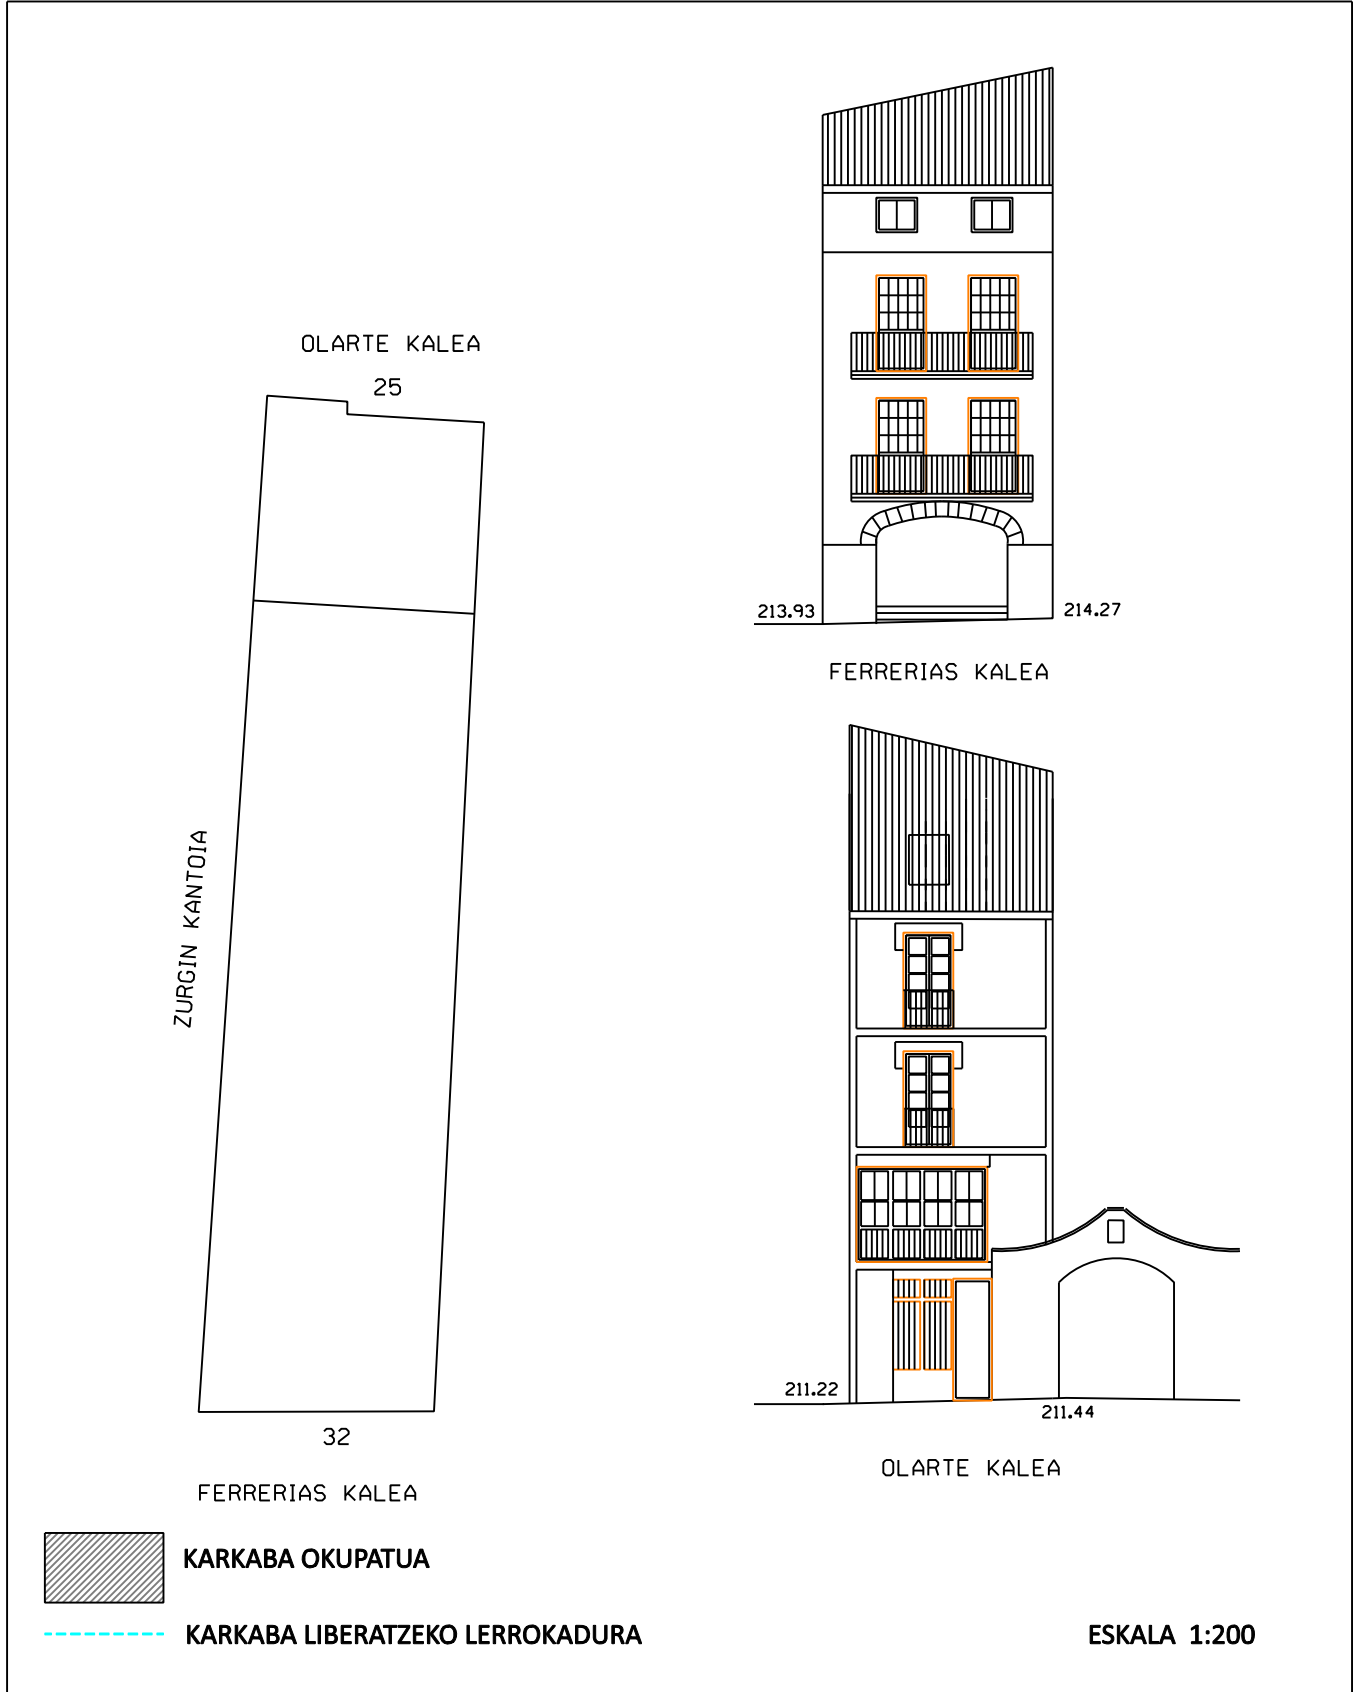 OLARTE KALEA
25
ZURGIN KANTOIA
32
FERRERIAS KALEA
213.93
214.27
FERRERIAS KALEA
211.22
211.44
OLARTE KALEA
KARKABA OKUPATUA
KARKABA LIBERATZEKO LERROKADURA
ESKALA 1:200